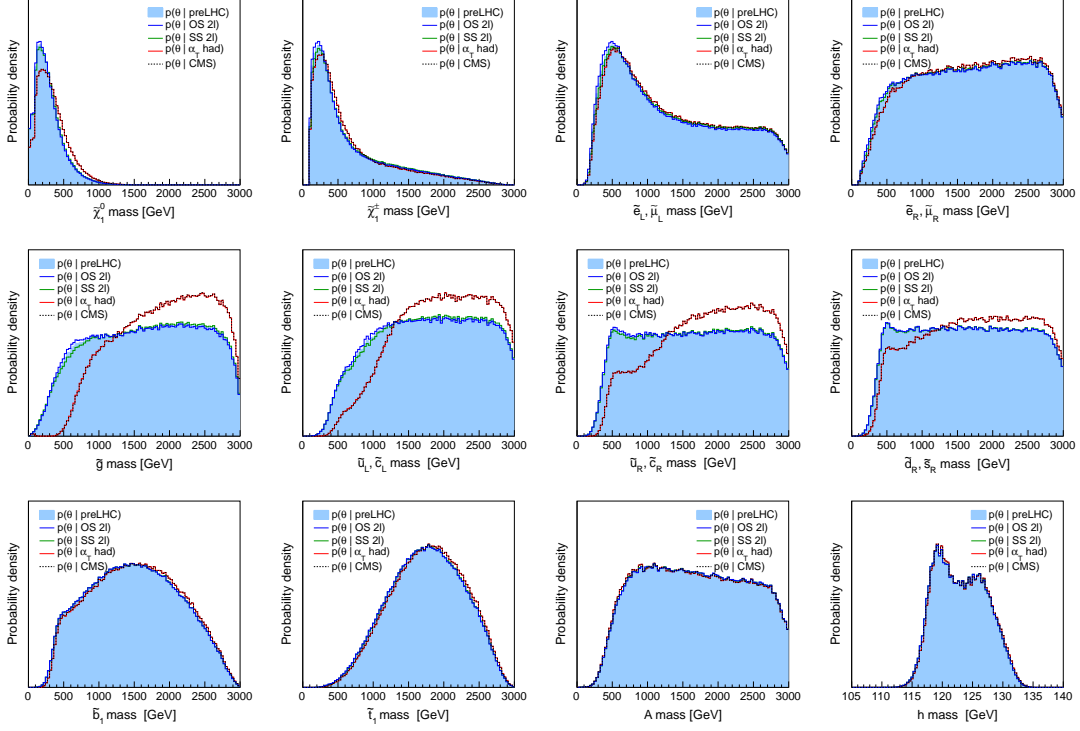 p(θ | preLHC)
p(θ | OS 2l)
p(θ | SS 2l)
p(θ | α_T had)
p(θ | CMS)
Probability density
0 500 1000 1500 2000 2500 3000
χ̃₁⁰ mass [GeV]
p(θ | preLHC)
p(θ | OS 2l)
p(θ | SS 2l)
p(θ | α_T had)
p(θ | CMS)
Probability density
0 500 1000 1500 2000 2500 3000
χ̃₁± mass [GeV]
p(θ | preLHC)
p(θ | OS 2l)
p(θ | SS 2l)
p(θ | α_T had)
p(θ | CMS)
Probability density
0 500 1000 1500 2000 2500 3000
ẽ_L, μ̃_L mass [GeV]
p(θ | preLHC)
p(θ | OS 2l)
p(θ | SS 2l)
p(θ | α_T had)
p(θ | CMS)
Probability density
0 500 1000 1500 2000 2500 3000
ẽ_R, μ̃_R mass [GeV]
p(θ | preLHC)
p(θ | OS 2l)
p(θ | SS 2l)
p(θ | α_T had)
p(θ | CMS)
Probability density
0 500 1000 1500 2000 2500 3000
g̃ mass [GeV]
p(θ | preLHC)
p(θ | OS 2l)
p(θ | SS 2l)
p(θ | α_T had)
p(θ | CMS)
Probability density
0 500 1000 1500 2000 2500 3000
ũ_L, c̃_L mass [GeV]
p(θ | preLHC)
p(θ | OS 2l)
p(θ | SS 2l)
p(θ | α_T had)
p(θ | CMS)
Probability density
0 500 1000 1500 2000 2500 3000
ũ_R, c̃_R mass [GeV]
p(θ | preLHC)
p(θ | OS 2l)
p(θ | SS 2l)
p(θ | α_T had)
p(θ | CMS)
Probability density
0 500 1000 1500 2000 2500 3000
d̃_R, s̃_R mass [GeV]
p(θ | preLHC)
p(θ | OS 2l)
p(θ | SS 2l)
p(θ | α_T had)
p(θ | CMS)
Probability density
0 500 1000 1500 2000 2500 3000
b̃₁ mass [GeV]
p(θ | preLHC)
p(θ | OS 2l)
p(θ | SS 2l)
p(θ | α_T had)
p(θ | CMS)
Probability density
0 500 1000 1500 2000 2500 3000
t̃₁ mass [GeV]
p(θ | preLHC)
p(θ | OS 2l)
p(θ | SS 2l)
p(θ | α_T had)
p(θ | CMS)
Probability density
0 500 1000 1500 2000 2500 3000
A mass [GeV]
p(θ | preLHC)
p(θ | OS 2l)
p(θ | SS 2l)
p(θ | α_T had)
p(θ | CMS)
Probability density
105 110 115 120 125 130 135 140
h mass [GeV]